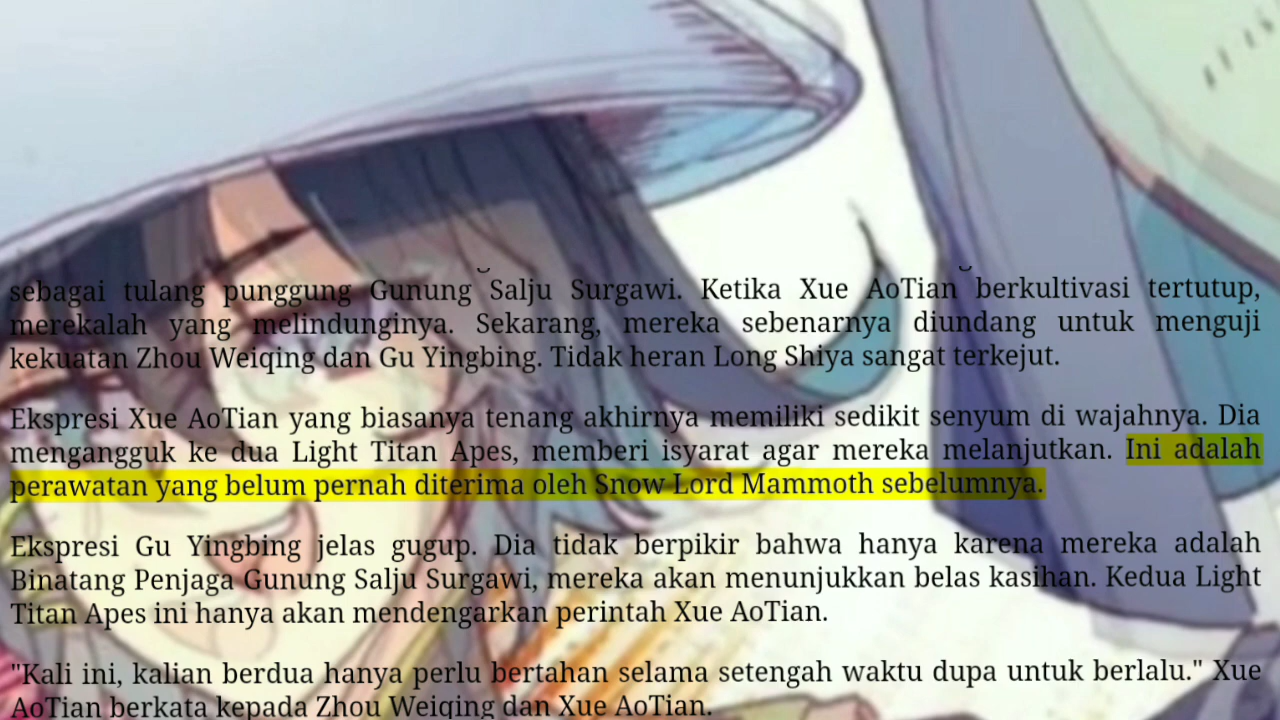 sebagai tulang punggung Gunung Salju Surgawi. Ketika Xue AoTian berkultivasi tertutup,
merekalah yang melindunginya. Sekarang, mereka sebenarnya diundang untuk menguji
kekuatan Zhou Weiqing dan Gu Yingbing. Tidak heran Long Shiya sangat terkejut.
Ekspresi Xue AoTian yang biasanya tenang akhirnya memiliki sedikit senyum di wajahnya. Dia
mengangguk ke dua Light Titan Apes, memberi isyarat agar mereka melanjutkan. Ini adalah
perawatan yang belum pernah diterima oleh Snow Lord Mammoth sebelumnya.
Ekspresi Gu Yingbing jelas gugup. Dia tidak berpikir bahwa hanya karena mereka adalah
Binatang Penjaga Gunung Salju Surgawi, mereka akan menunjukkan belas kasihan. Kedua Light
Titan Apes ini hanya akan mendengarkan perintah Xue AoTian.
"Kali ini, kalian berdua hanya perlu bertahan selama setengah waktu dupa untuk berlalu." Xue
AoTian berkata kepada Zhou Weiqing dan Xue AoTian.